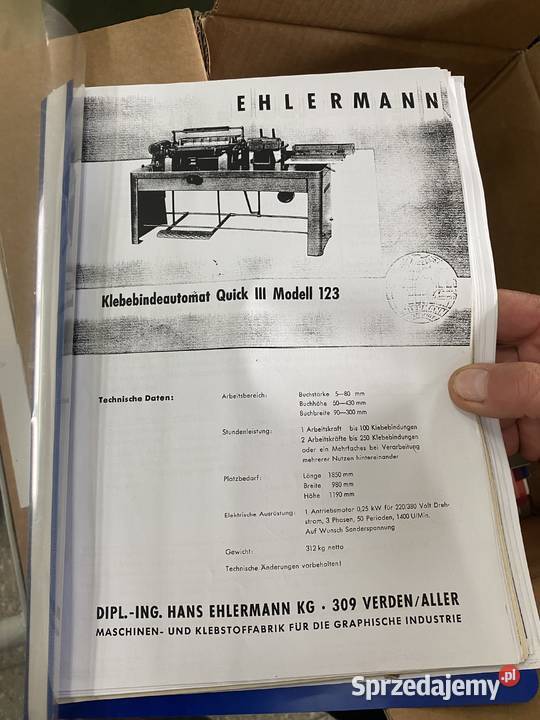 EHLERMANN
Klebebindeautomat Quick III Modell 123
Technische Daten:
Arbeitsbereich: Buchstärke 5—80 mm
Buchhöhe 50—430 mm
Buchbreite 90—300 mm
Stundenleistung: 1 Arbeitskraft bis 100 Klebebindungen
2 Arbeitskräfte bis 250 Klebebindungen
oder ein Mehrfaches bei Verarbeitung
mehrerer Nutzen hintereinander
Platzbedarf: Länge 1850 mm
Breite 980 mm
Höhe 1190 mm
Elektrische Ausrüstung: 1 Antriebsmotor 0,25 kW für 220/380 Volt Dreh
strom, 3 Phasen, 50 Perioden, 1400 U/Min.
Auf Wunsch Sonderspannung
Gewicht: 312 kg netto
Technische Änderungen vorbehalten!
DIPL.-ING. HANS EHLERMANN KG · 309 VERDEN/ALLER
MASCHINEN- UND KLEBSTOFFABRIK FÜR DIE GRAPHISCHE INDUSTRIE
Sprzedajemy.pl